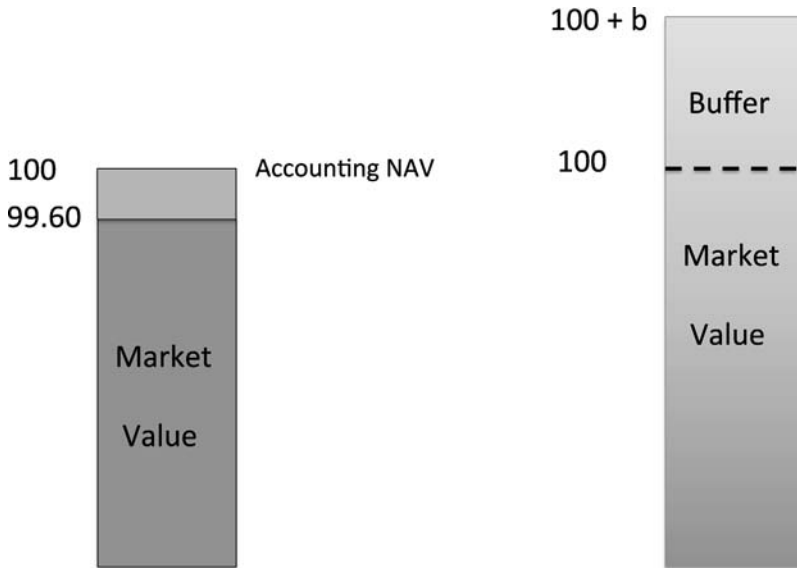 100
Accounting NAV
99.60
Market
Value
100 + b
Buffer
100
Market
Value